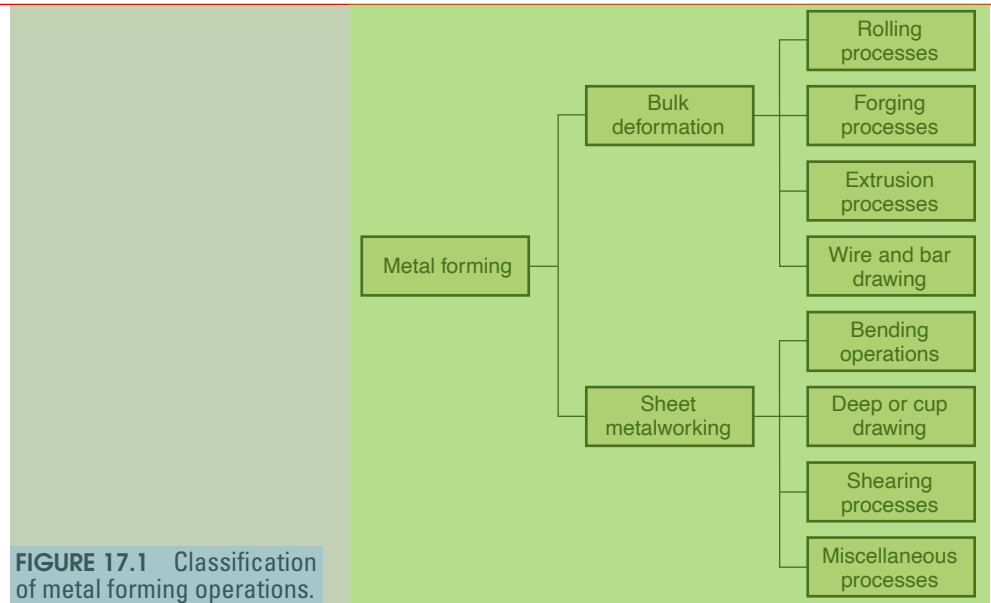 Rolling
processes
Bulk
deformation
Forging
processes
Extrusion
processes
Metal forming
Wire and bar
drawing
Bending
operations
Sheet
metalworking
Deep or cup
drawing
Shearing
processes
Miscellaneous
processes
FIGURE 17.1 Classification
of metal forming operations.